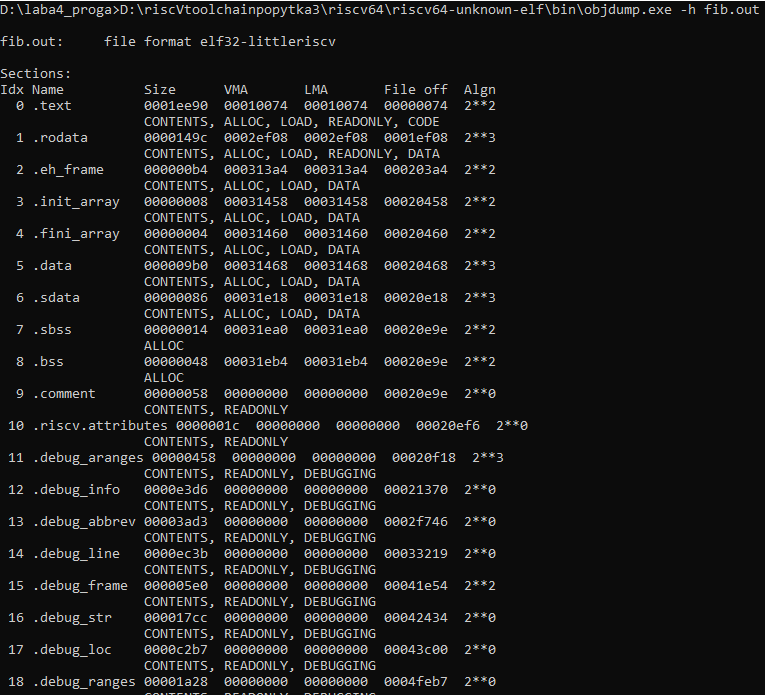 D:\laba4_proga>D:\riscVtoolchainpopytka3\riscv64\riscv64-unknown-elf\bin\objdump.exe -h fib.out
fib.out:     file format elf32-littleriscv
Sections:
Idx Name          Size      VMA       LMA       File off  Algn
  0 .text         0001ee90  00010074  00010074  00000074  2**2
                  CONTENTS, ALLOC, LOAD, READONLY, CODE
  1 .rodata       0000149c  0002ef08  0002ef08  0001ef08  2**3
                  CONTENTS, ALLOC, LOAD, READONLY, DATA
  2 .eh_frame     000000b4  000313a4  000313a4  000203a4  2**2
                  CONTENTS, ALLOC, LOAD, DATA
  3 .init_array   00000008  00031458  00031458  00020458  2**2
                  CONTENTS, ALLOC, LOAD, DATA
  4 .fini_array   00000004  00031460  00031460  00020460  2**2
                  CONTENTS, ALLOC, LOAD, DATA
  5 .data         000009b0  00031468  00031468  00020468  2**3
                  CONTENTS, ALLOC, LOAD, DATA
  6 .sdata        00000086  00031e18  00031e18  00020e18  2**3
                  CONTENTS, ALLOC, LOAD, DATA
  7 .sbss         00000014  00031ea0  00031ea0  00020e9e  2**2
                  ALLOC
  8 .bss          00000048  00031eb4  00031eb4  00020e9e  2**2
                  ALLOC
  9 .comment      00000058  00000000  00000000  00020e9e  2**0
                  CONTENTS, READONLY
 10 .riscv.attributes 0000001c  00000000  00000000  00020ef6  2**0
                  CONTENTS, READONLY
 11 .debug_aranges 00000458  00000000  00000000  00020f18  2**3
                  CONTENTS, READONLY, DEBUGGING
 12 .debug_info   0000e3d6  00000000  00000000  00021370  2**0
                  CONTENTS, READONLY, DEBUGGING
 13 .debug_abbrev 00003ad3  00000000  00000000  0002f746  2**0
                  CONTENTS, READONLY, DEBUGGING
 14 .debug_line   0000ec3b  00000000  00000000  00033219  2**0
                  CONTENTS, READONLY, DEBUGGING
 15 .debug_frame  000005e0  00000000  00000000  00041e54  2**2
                  CONTENTS, READONLY, DEBUGGING
 16 .debug_str    000017cc  00000000  00000000  00042434  2**0
                  CONTENTS, READONLY, DEBUGGING
 17 .debug_loc    0000c2b7  00000000  00000000  00043c00  2**0
                  CONTENTS, READONLY, DEBUGGING
 18 .debug_ranges 00001a28  00000000  00000000  0004feb7  2**0
                  CONTENTS, READONLY, DEBUGGING